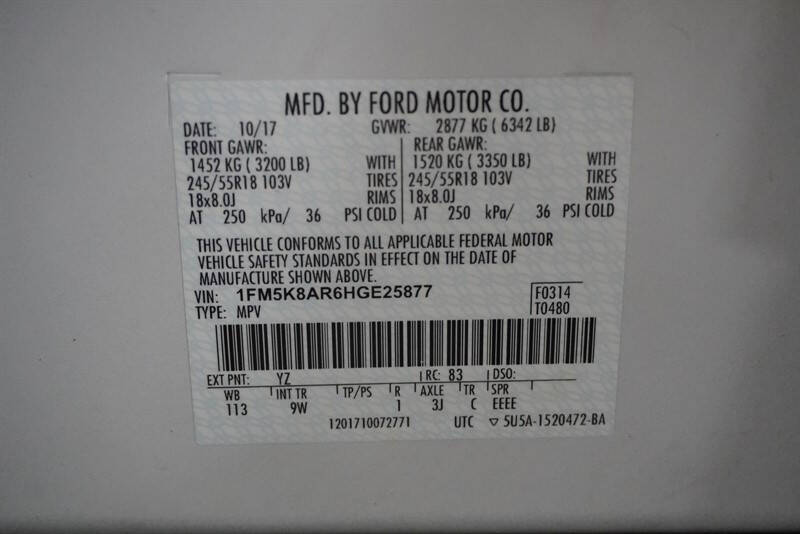 MFD. BY FORD MOTOR CO.
DATE: 10/17 GVWR: 2877 KG ( 6342 LB)
FRONT GAWR: REAR GAWR:
1452 KG ( 3200 LB) WITH 1520 KG ( 3350 LB) WITH
245/55R18 103V TIRES 245/55R18 103V TIRES
18x8.0J RIMS 18x8.0J RIMS
AT 250 kPa/ 36 PSI COLD AT 250 kPa/ 36 PSI COLD
THIS VEHICLE CONFORMS TO ALL APPLICABLE FEDERAL MOTOR
VEHICLE SAFETY STANDARDS IN EFFECT ON THE DATE OF
MANUFACTURE SHOWN ABOVE.
VIN: 1FM5K8AR6HGE25877 F0314
TYPE: MPV T0480
EXT PNT: YZ RC: 83 DSO:
WB INT TR TP/PS R AXLE TR SPR
113 9W 1 3J C EEEE
1201710072771 UTC ▽ 5U5A-1520472-BA